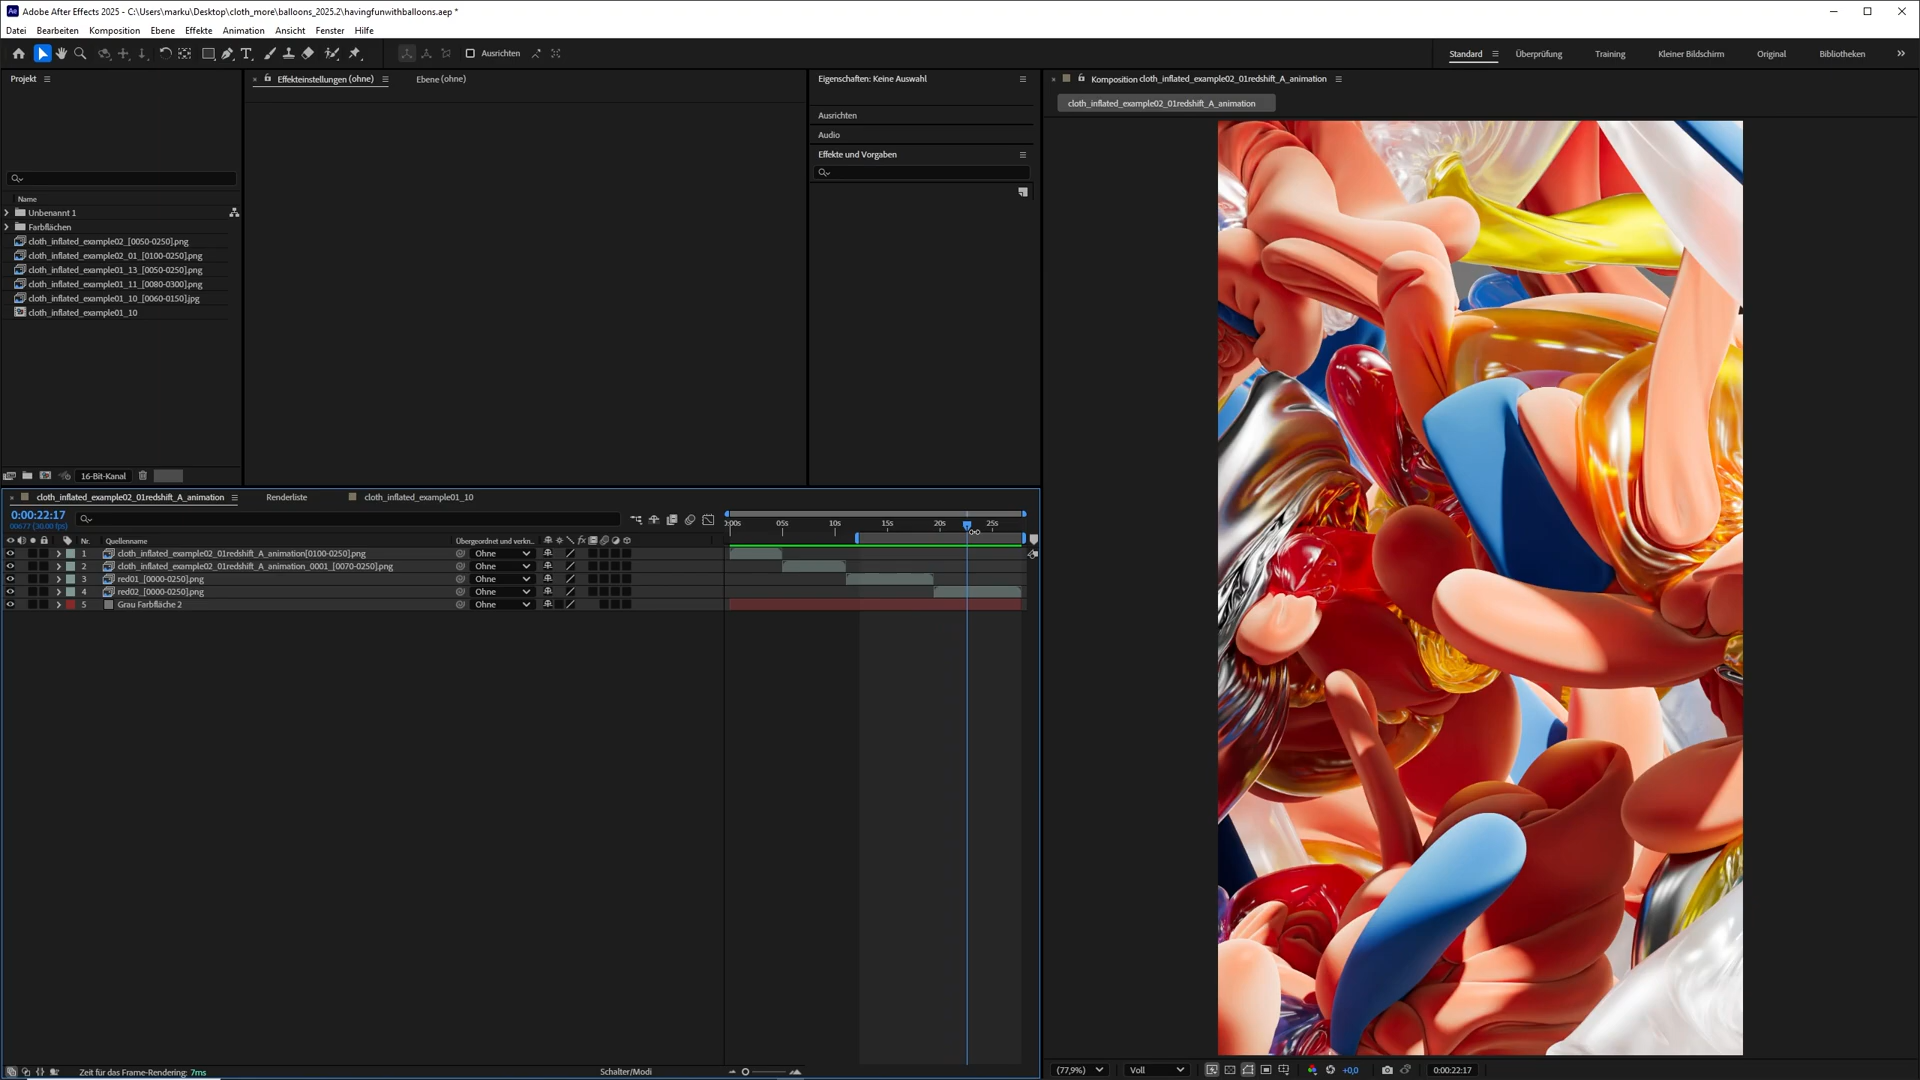 Adobe After Effects 2025 - C:\Users\marku\Desktop\cloth_more\balloons_2025.2\havingfunwithballoons.aep *
Datei Bearbeiten Komposition Ebene Effekte Animation Ansicht Fenster Hilfe
Ausrichten
Standard Überprüfung Training Kleiner Bildschirm Original Bibliotheken
Projekt
Effekteinstellungen (ohne) Ebene (ohne)
Eigenschaften: Keine Auswahl
Ausrichten
Audio
Effekte und Vorgaben
Komposition cloth_inflated_example02_01redshift_A_animation
cloth_inflated_example02_01redshift_A_animation
Name
Unbenannt 1
Farbflächen
cloth_inflated_example02_[0050-0250].png
cloth_inflated_example02_01_[0100-0250].png
cloth_inflated_example01_13_[0050-0250].png
cloth_inflated_example01_11_[0080-0300].png
cloth_inflated_example01_10_[0060-0150].jpg
cloth_inflated_example01_10
16-Bit-Kanal
cloth_inflated_example02_01redshift_A_animation Renderliste cloth_inflated_example01_10
0:00:22:17
00677 (30.00 fps)
0:00s 05s 10s 15s 20s 25s
Nr. Quellenname Übergeordnet und verkn... fx
1 cloth_inflated_example02_01redshift_A_animation[0100-0250].png Ohne
2 cloth_inflated_example02_01redshift_A_animation_0001_[0070-0250].png Ohne
3 red01_[0000-0250].png Ohne
4 red02_[0000-0250].png Ohne
5 Grau Farbfläche 2 Ohne
Zeit für das Frame-Rendering: 7ms
Schalter/Modi
(77,9%) Voll +0,0 0:00:22:17